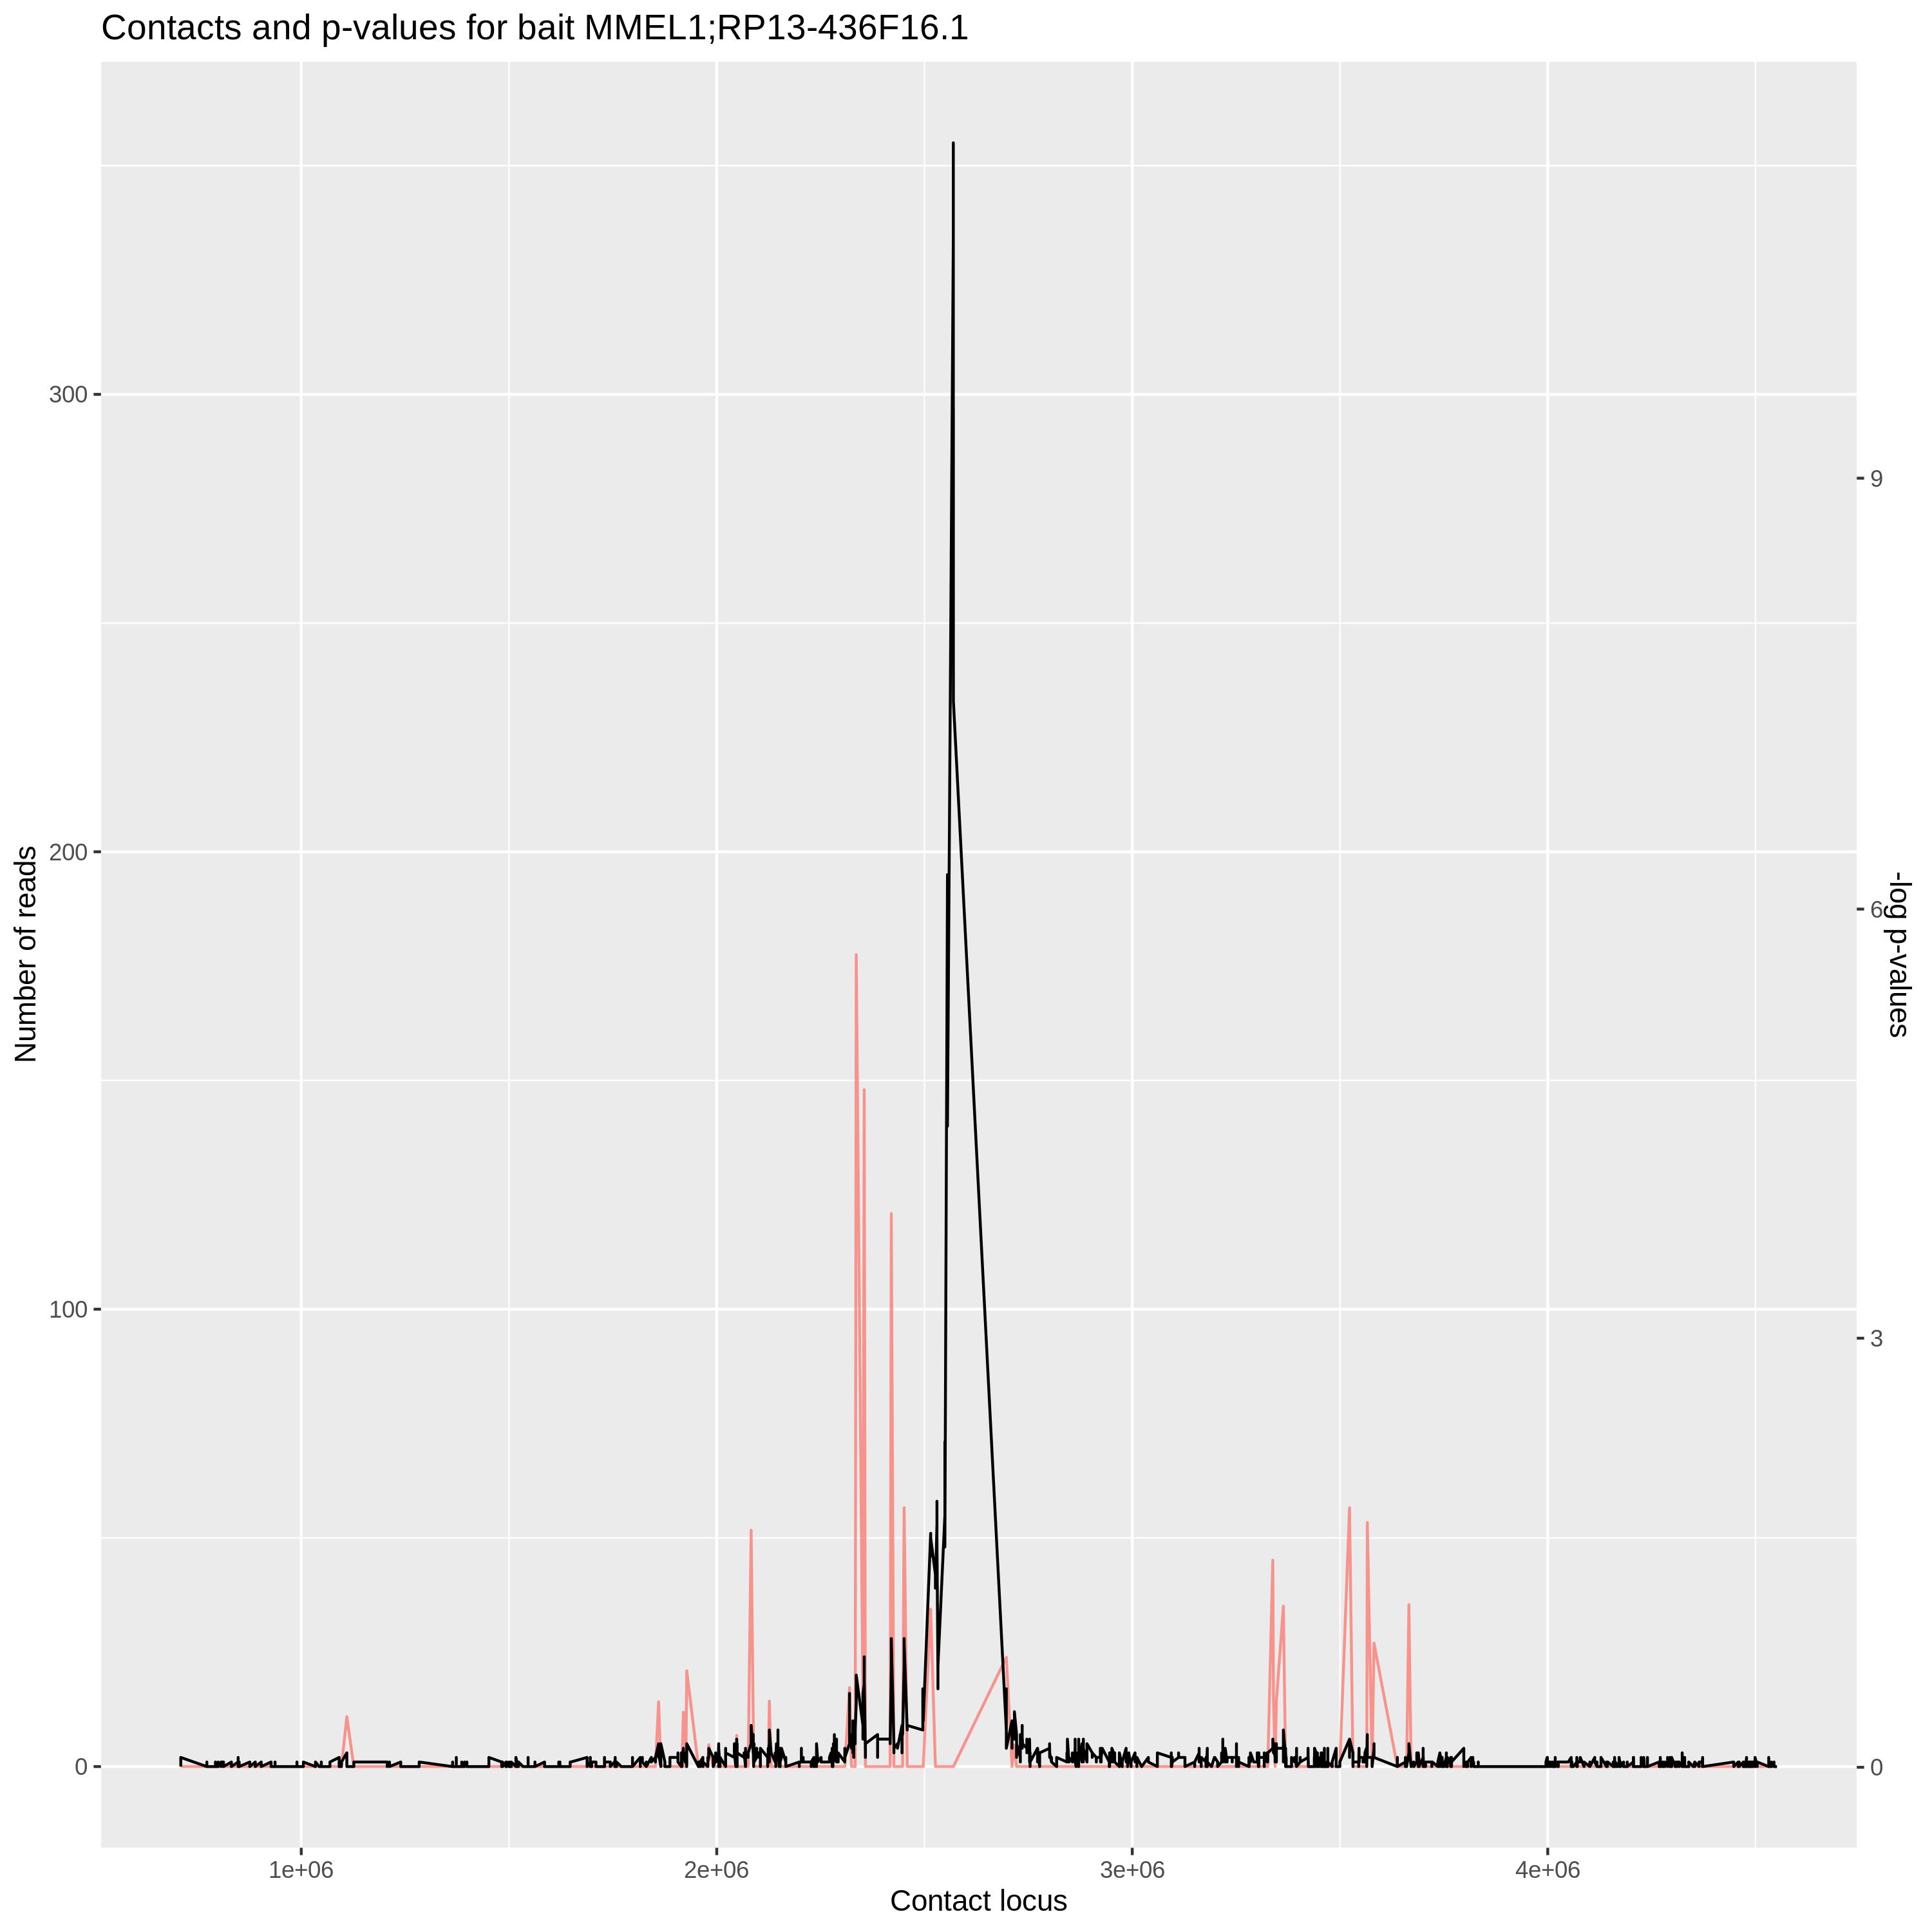 Contacts and p-values for bait MMEL1;RP13-436F16.1
Number of reads
300
200
100
0
9
6
3
0
-log p-values
1e+06
2e+06
3e+06
4e+06
Contact locus